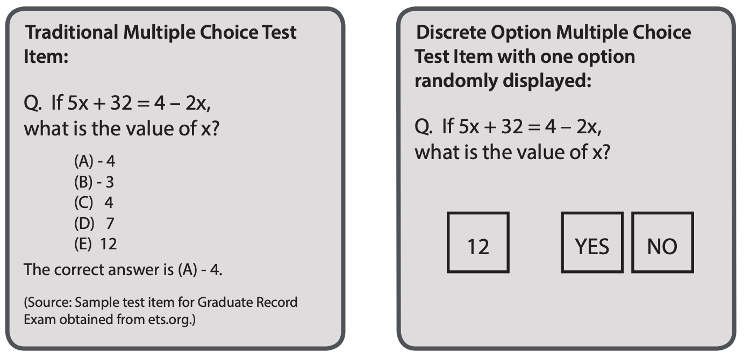 Traditional Multiple Choice Test
Item:
Q. If 5x + 32 = 4 – 2x,
what is the value of x?
(A) - 4
(B) - 3
(C) 4
(D) 7
(E) 12
The correct answer is (A) - 4.
(Source: Sample test item for Graduate Record
Exam obtained from ets.org.)
Discrete Option Multiple Choice
Test Item with one option
randomly displayed:
Q. If 5x + 32 = 4 – 2x,
what is the value of x?
12 YES NO